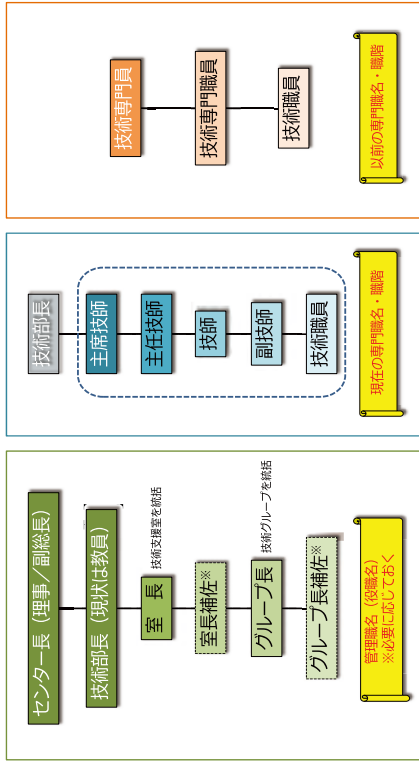 センター長（理事／副総長）
技術部長（現状は教員）
室　長
技術支援室を統括
室長補佐※
グループ長
技術グループを統括
グループ長補佐※
管理職名（役職名）
※必要に応じておく
技術部長
主席技師
主任技師
技師
副技師
技術職員
現在の専門職名・職階
技術専門員
技術専門職員
技術職員
以前の専門職名・職階